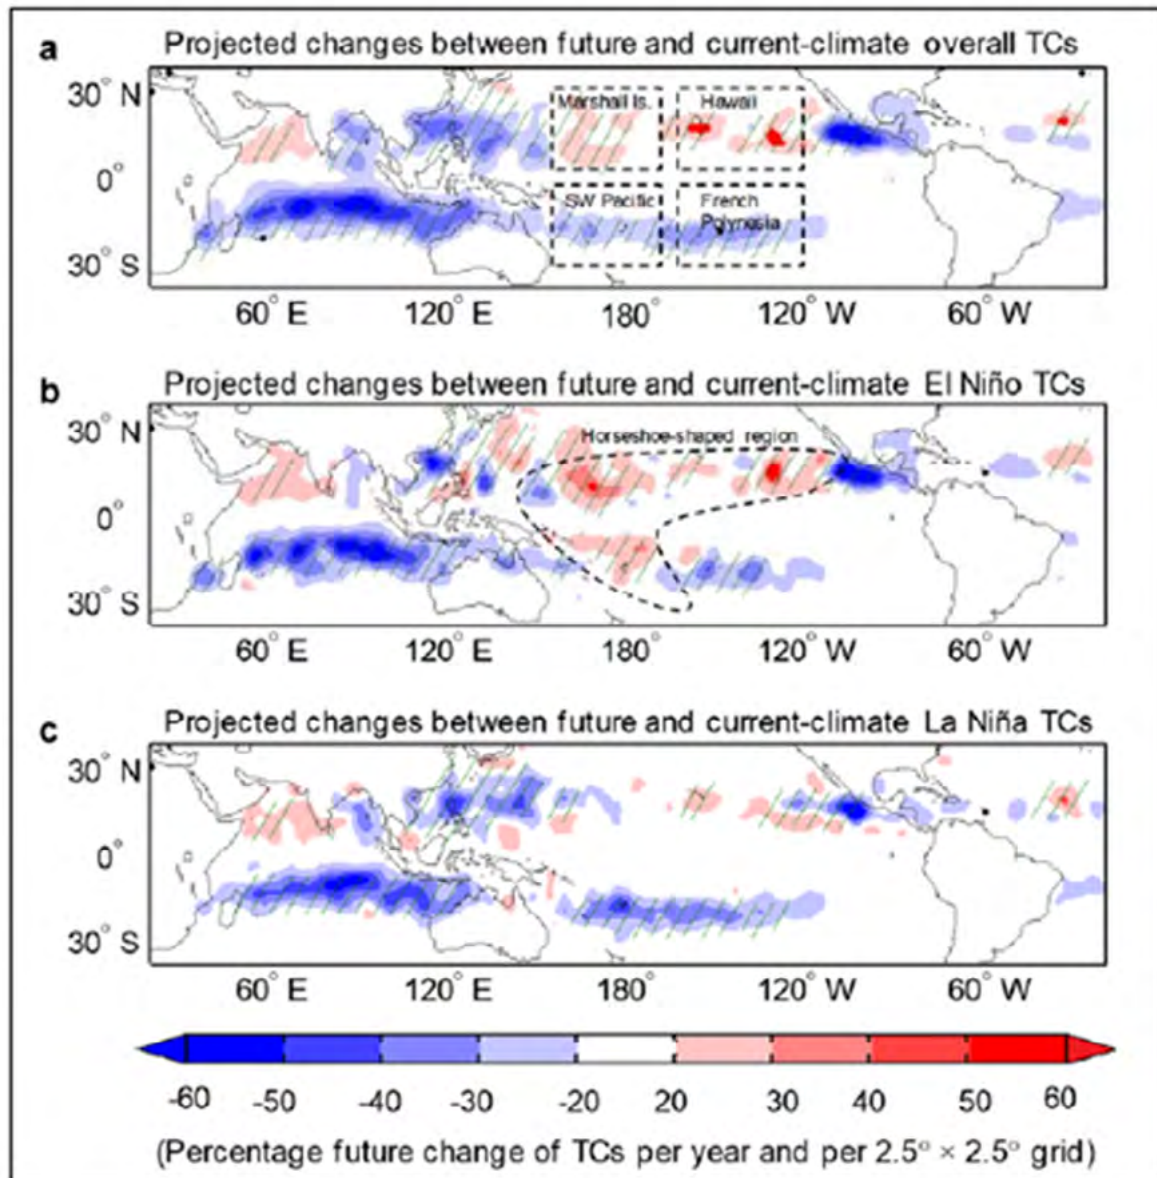 a
Projected changes between future and current-climate overall TCs
30° N
0°
30° S
Marshall Is.
Hawaii
SW Pacific
French
Polynesia
60° E
120° E
180°
120° W
60° W
b
Projected changes between future and current-climate El Niño TCs
30° N
0°
30° S
Horseshoe-shaped region
60° E
120° E
180°
120° W
60° W
c
Projected changes between future and current-climate La Niña TCs
30° N
0°
30° S
60° E
120° E
180°
120° W
60° W
-60 -50 -40 -30 -20 20 30 40 50 60
(Percentage future change of TCs per year and per 2.5° × 2.5° grid)